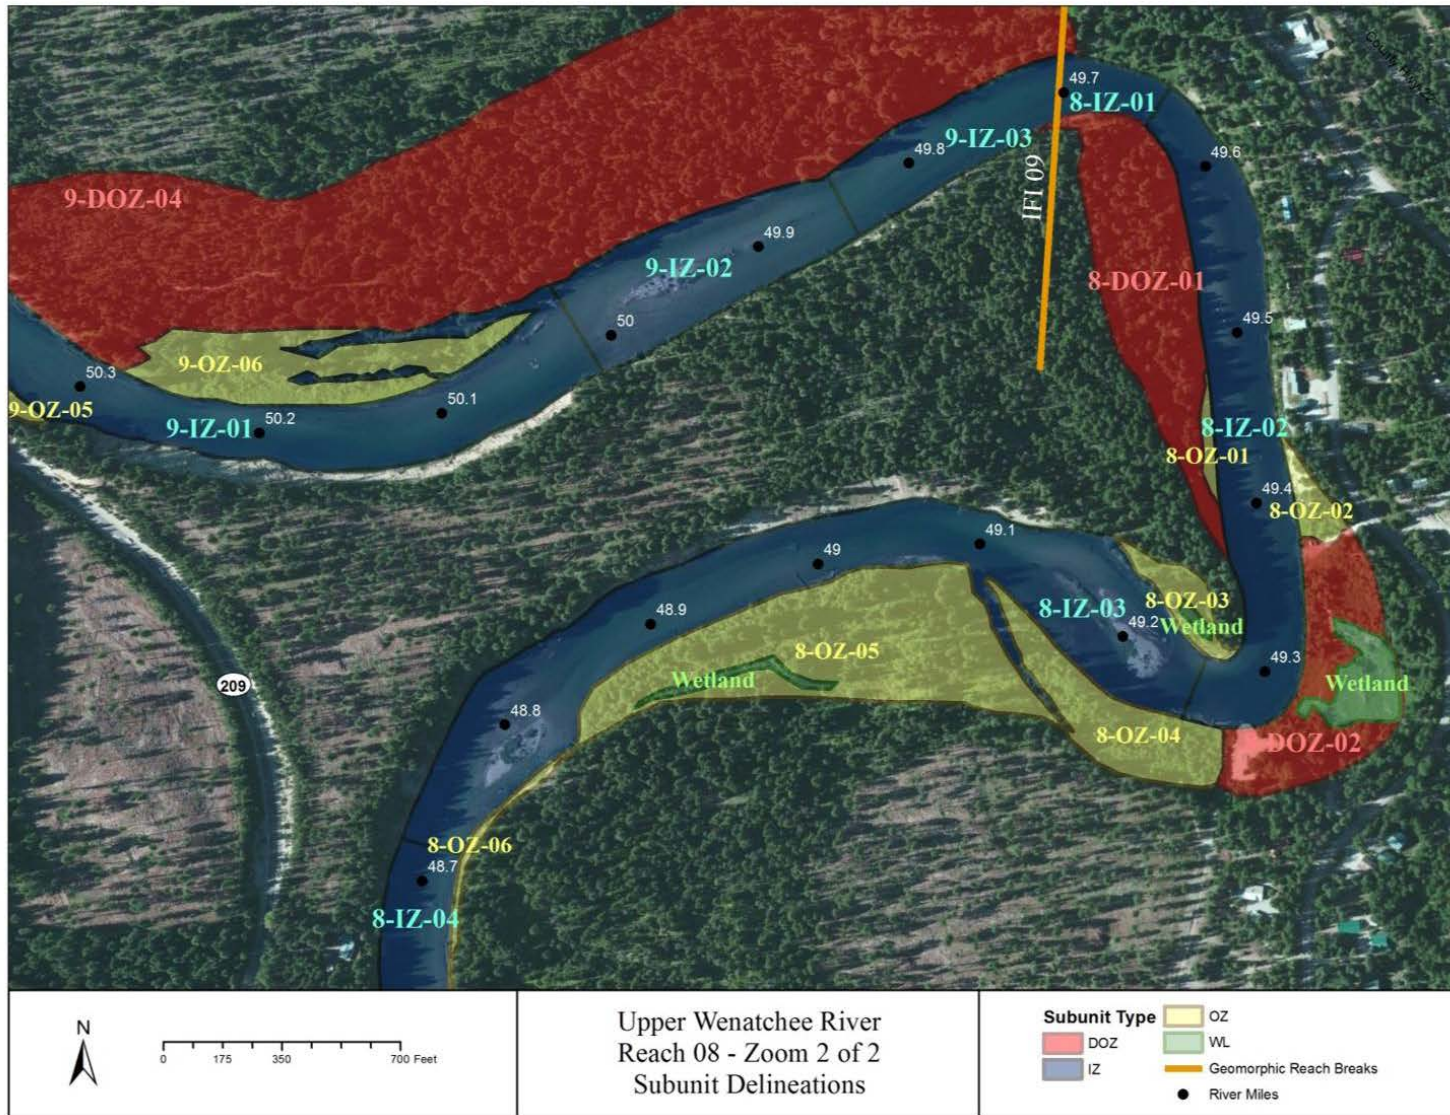 County Hwy 22
49.7
8-IZ-01
9-IZ-03
49.8
49.6
IFI 09
9-DOZ-04
49.9
9-IZ-02
8-DOZ-01
50
49.5
9-OZ-06
50.3
9-OZ-05
50.1
50.2
9-IZ-01
8-IZ-02
8-OZ-01
49.4
8-OZ-02
49.1
49
8-OZ-03
8-IZ-03
Wetland
49.2
48.9
8-OZ-05
Wetland
49.3
Wetland
209
48.8
8-OZ-04
DOZ-02
8-OZ-06
48.7
8-IZ-04
N
0 175 350 700 Feet
Upper Wenatchee River
Reach 08 - Zoom 2 of 2
Subunit Delineations
Subunit Type
DOZ
IZ
OZ
WL
Geomorphic Reach Breaks
River Miles